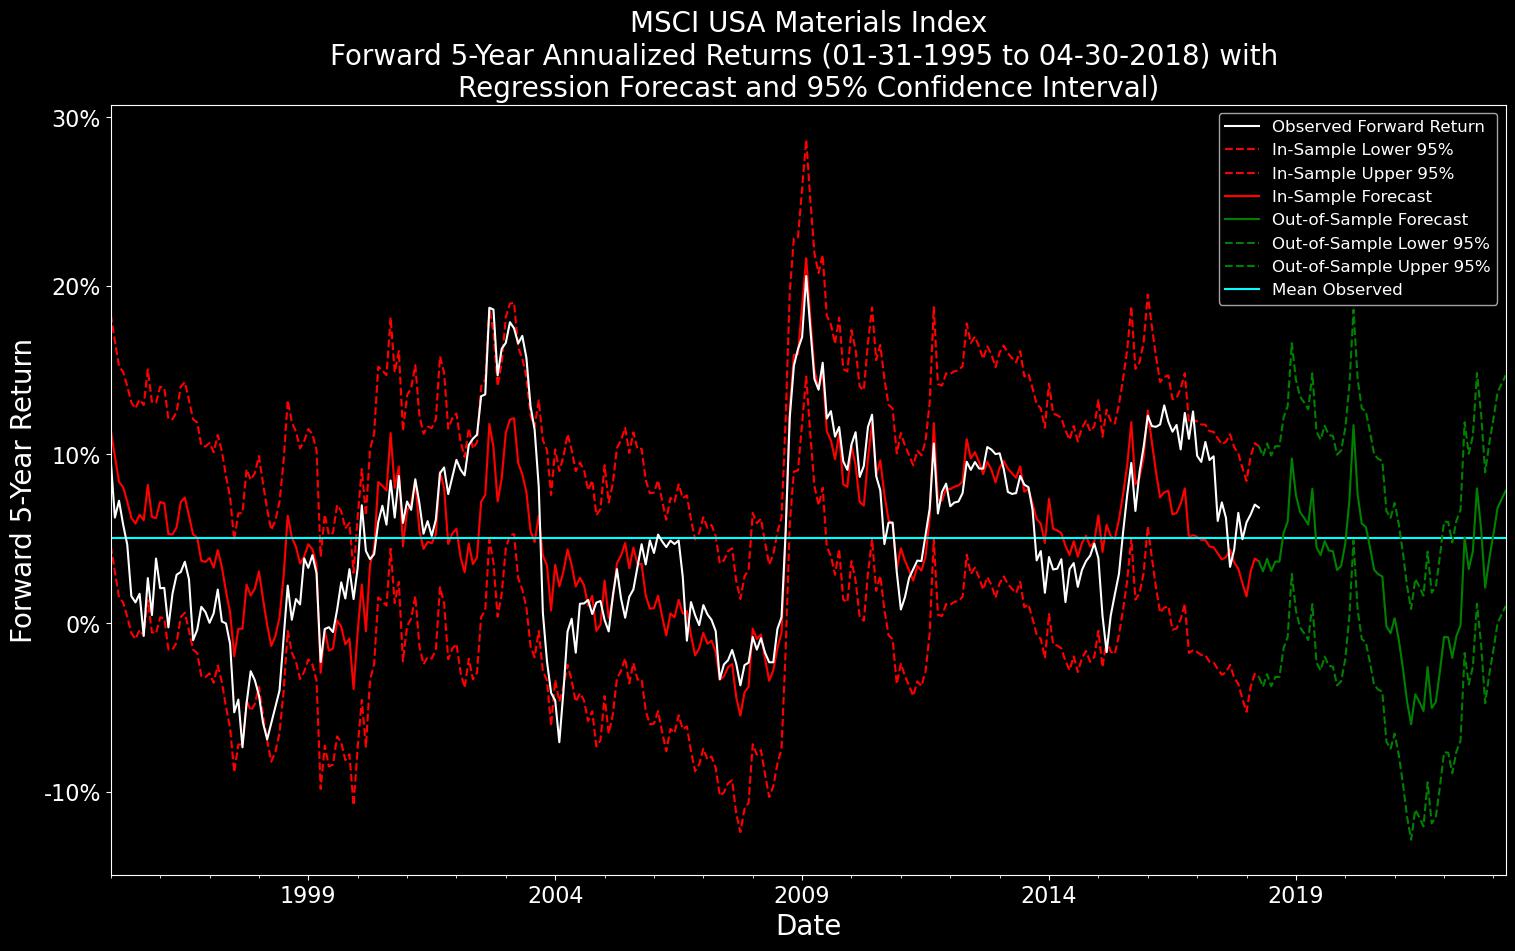 MSCI USA Materials Index
Forward 5-Year Annualized Returns (01-31-1995 to 04-30-2018) with
Regression Forecast and 95% Confidence Interval)
Observed Forward Return
In-Sample Lower 95%
In-Sample Upper 95%
In-Sample Forecast
Out-of-Sample Forecast
Out-of-Sample Lower 95%
Out-of-Sample Upper 95%
Mean Observed
Forward 5-Year Return
30%
20%
10%
0%
-10%
1999
2004
2009
2014
2019
Date